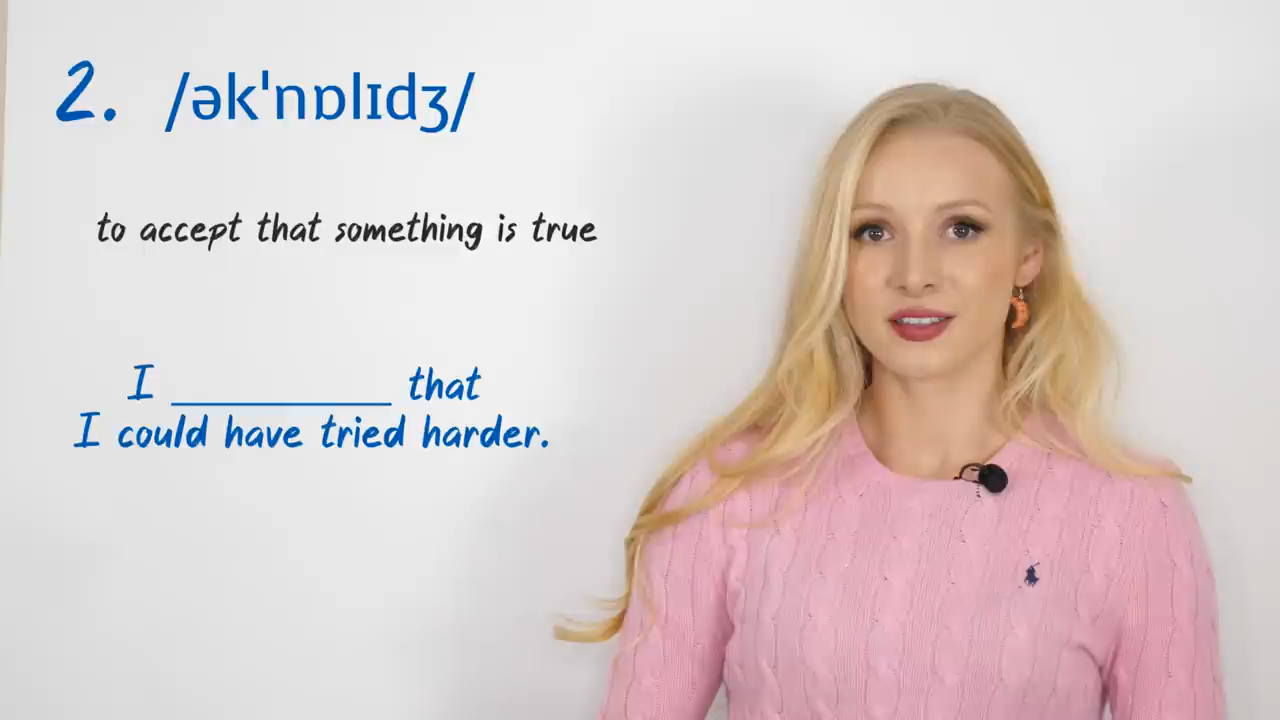 2. /əkˈnɒlɪdʒ/
to accept that something is true
I __________ that
I could have tried harder.